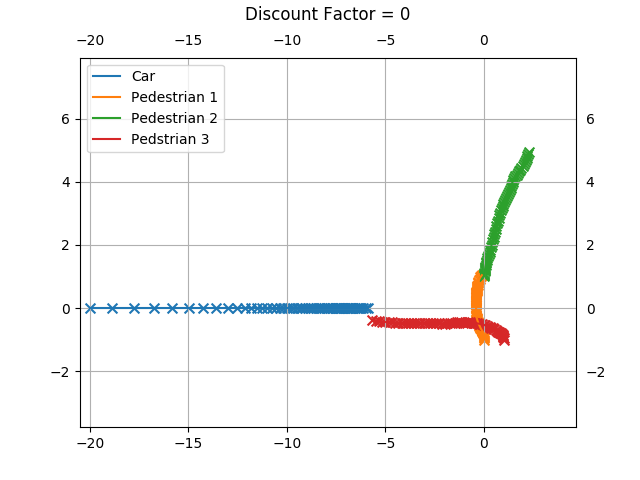 Discount Factor = 0
−20 −15 −10 −5 0
Car
Pedestrian 1
Pedestrian 2
Pedstrian 3
6 6
4 4
2 2
0 0
−2 −2
−20 −15 −10 −5 0